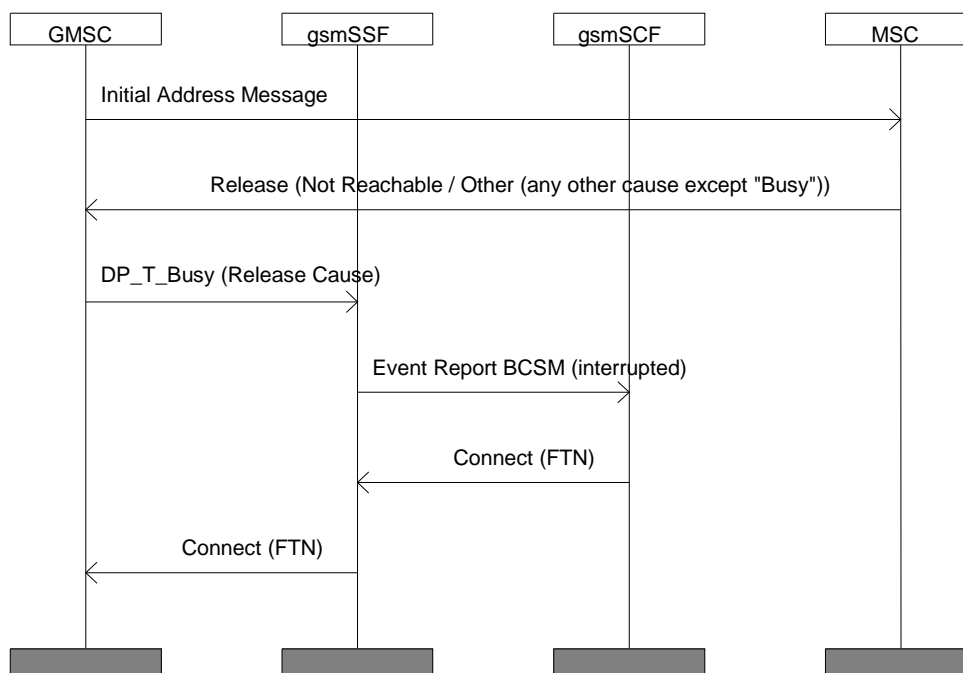 GMSC gsmSSF gsmSCF MSC
Initial Address Message
Release (Not Reachable / Other (any other cause except "Busy"))
DP_T_Busy (Release Cause)
Event Report BCSM (interrupted)
Connect (FTN)
Connect (FTN)